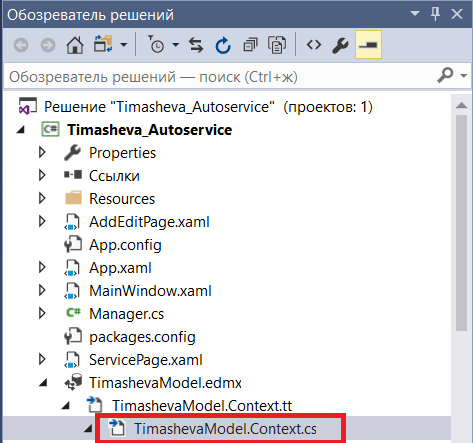 Обозреватель решений
Обозреватель решений — поиск (Ctrl+ж)
Решение "Timasheva_Autoservice" (проектов: 1)
C# Timasheva_Autoservice
Properties
Ссылки
Resources
AddEditPage.xaml
App.config
App.xaml
MainWindow.xaml
C# Manager.cs
packages.config
ServicePage.xaml
TimashevaModel.edmx
TimashevaModel.Context.tt
TimashevaModel.Context.cs